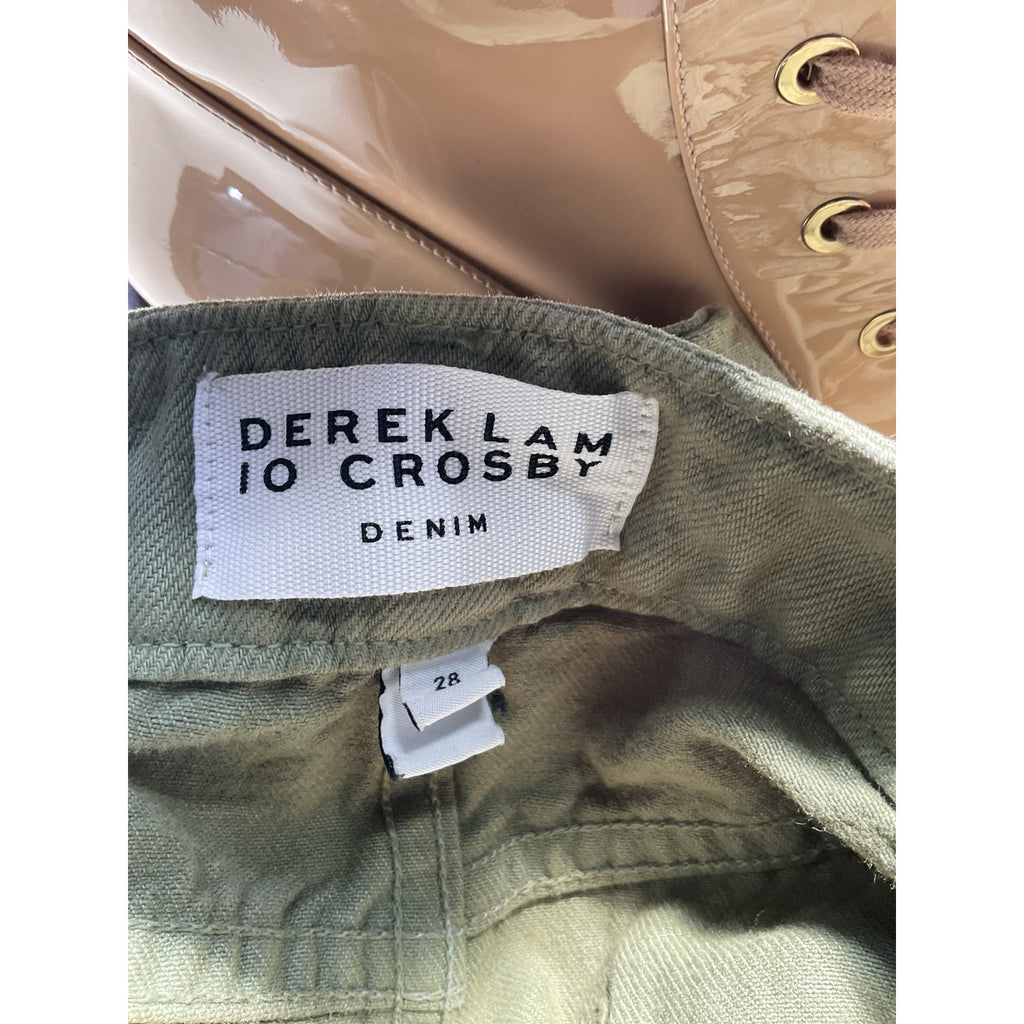 DEREK LAM
10 CROSBY
DENIM
28